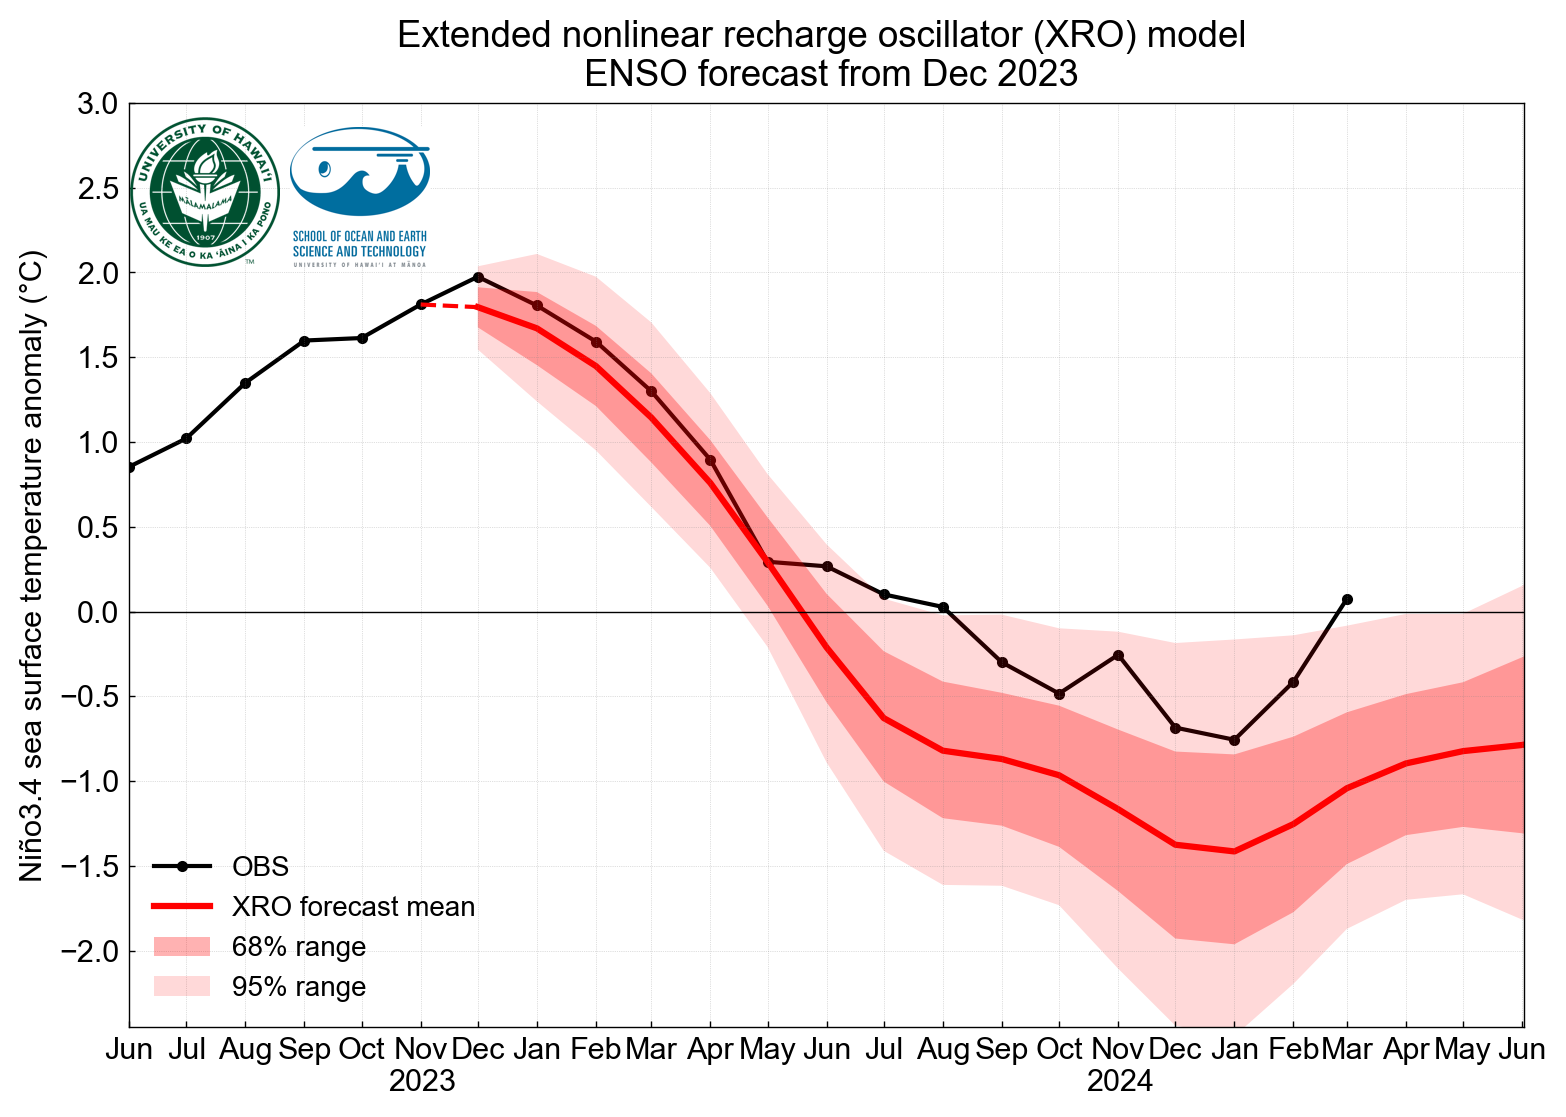 Extended nonlinear recharge oscillator (XRO) model
ENSO forecast from Dec 2023
UNIVERSITY OF HAWAIʻI
MĀLAMALAMA
1907
UA MAU KE EA O KA ʻĀINA I KA PONO
TM
SCHOOL OF OCEAN AND EARTH
SCIENCE AND TECHNOLOGY
UNIVERSITY OF HAWAIʻI AT MĀNOA
Niño3.4 sea surface temperature anomaly (°C)
3.0
2.5
2.0
1.5
1.0
0.5
0.0
−0.5
−1.0
−1.5
−2.0
OBS
XRO forecast mean
68% range
95% range
Jun Jul Aug Sep Oct Nov Dec Jan Feb Mar Apr May Jun Jul Aug Sep Oct Nov Dec Jan Feb Mar Apr May Jun
2023 2024